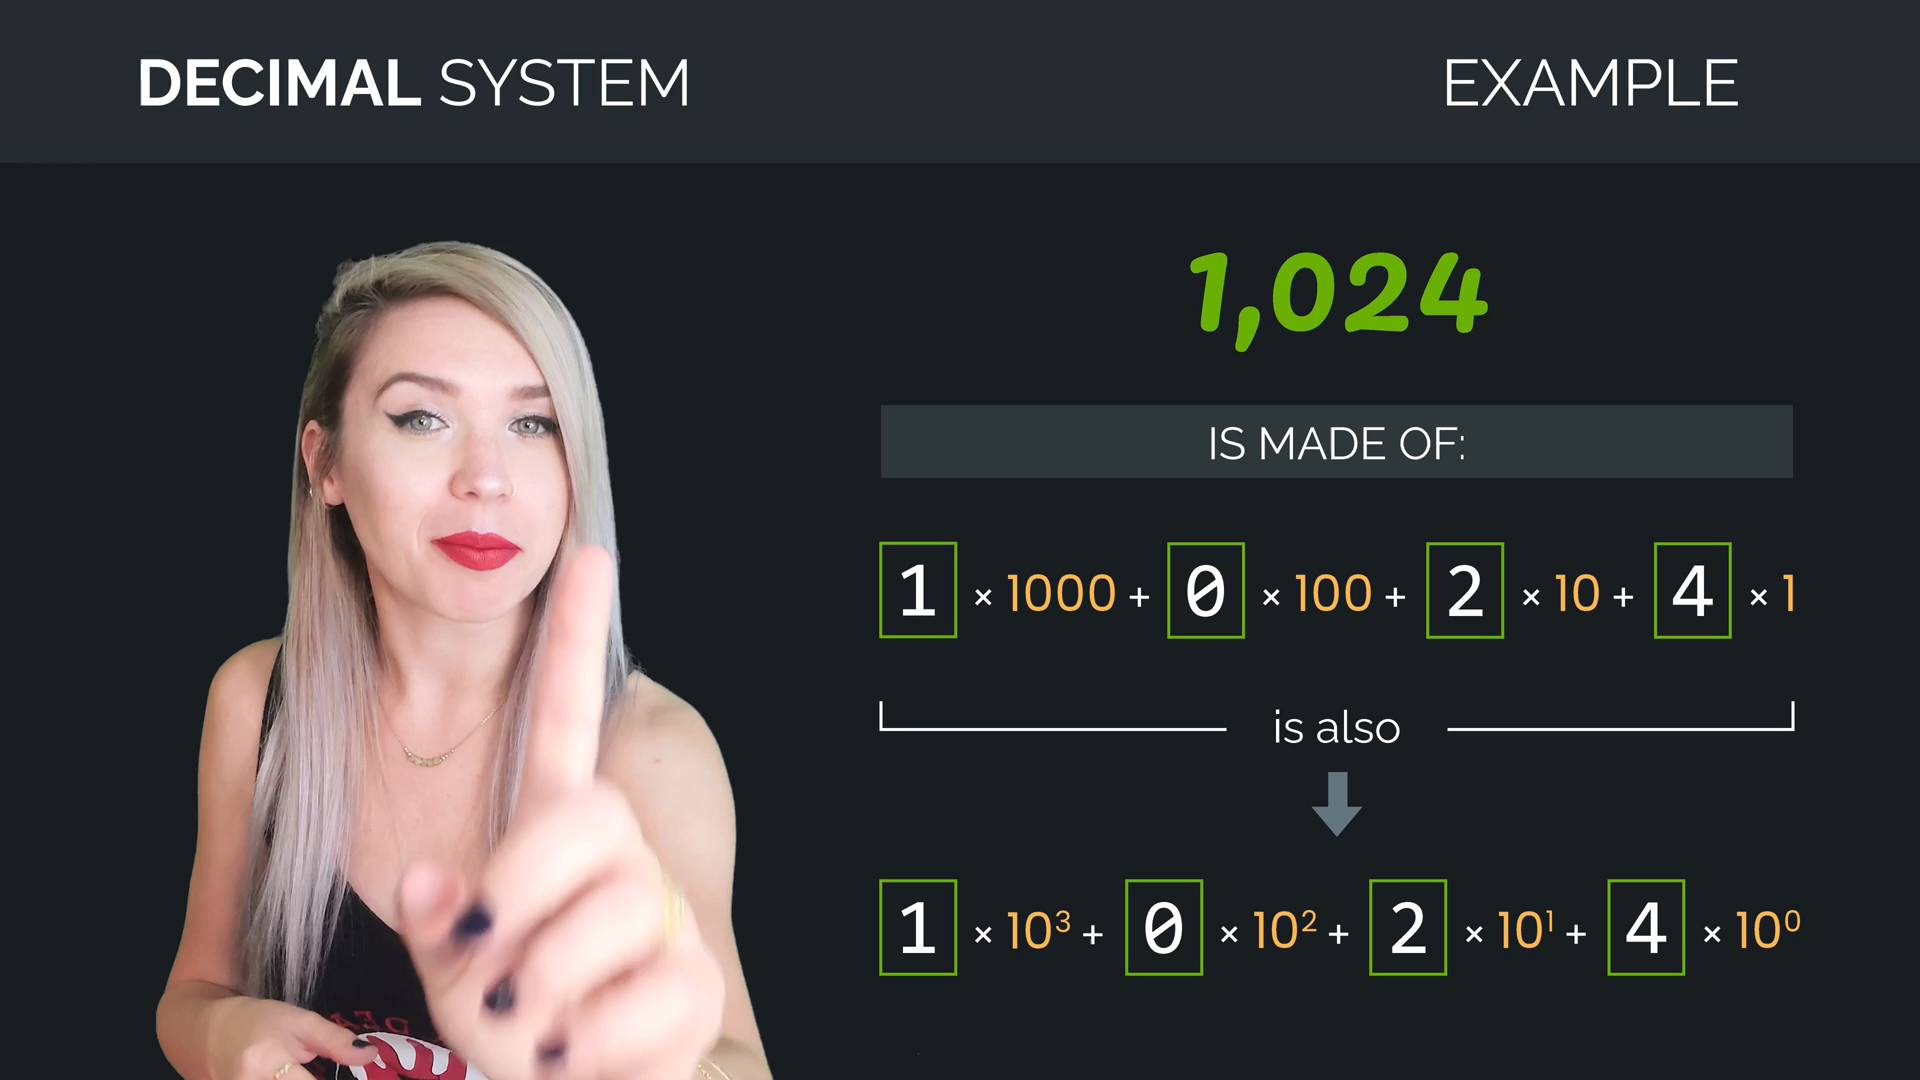 DECIMAL SYSTEM
EXAMPLE
1,024
IS MADE OF:
1 × 1000 + 0 × 100 + 2 × 10 + 4 × 1
is also
1 × 10³ + 0 × 10² + 2 × 10¹ + 4 × 10⁰